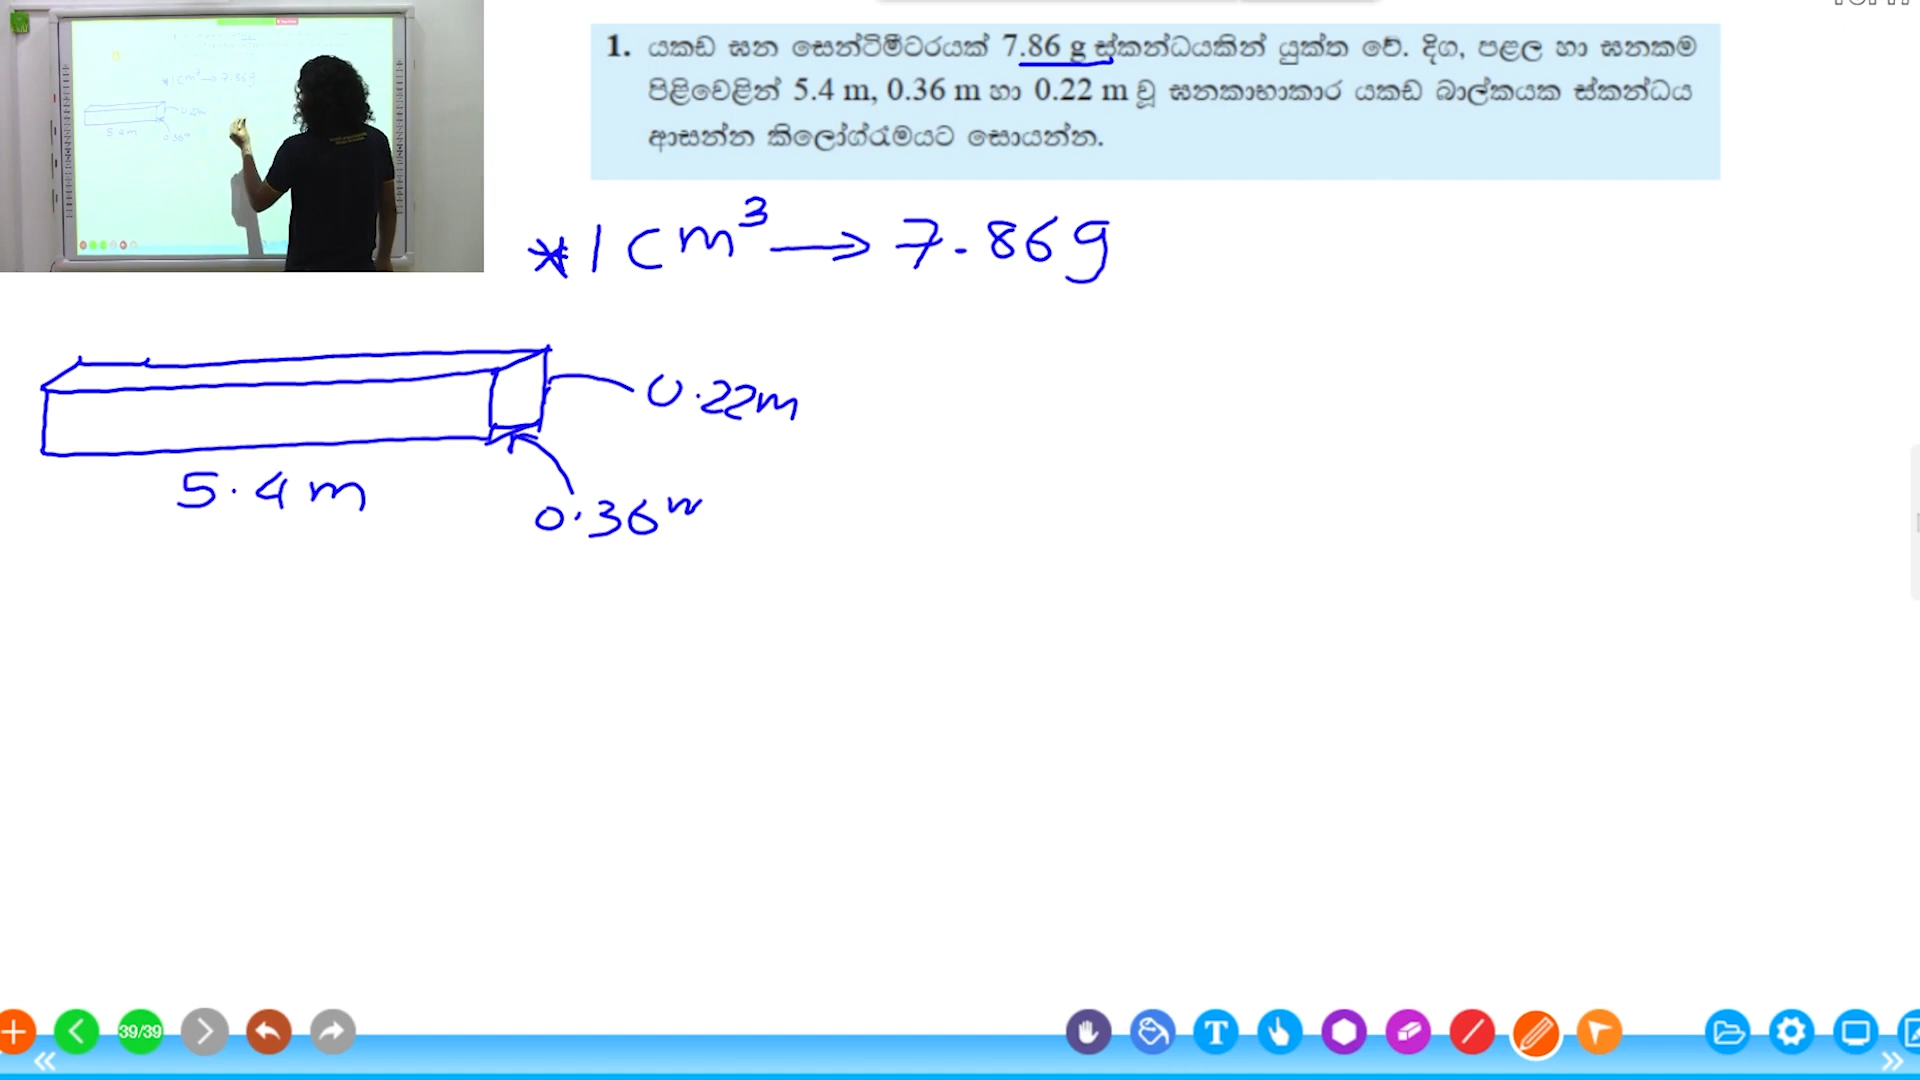 1. යකඩ ඝන සෙන්ටිමීටරයක් 7.86 g ස්කන්ධයකින් යුක්ත වේ. දිග, පළල හා ඝනකම
පිළිවෙළින් 5.4 m, 0.36 m හා 0.22 m වූ ඝනකාභාකාර යකඩ බාල්කයක ස්කන්ධය
ආසන්න කිලෝග්රෑමයට සොයන්න.
*1 cm³ → 7.86g
0.22m
5.4 m
0.36m
39/39
T